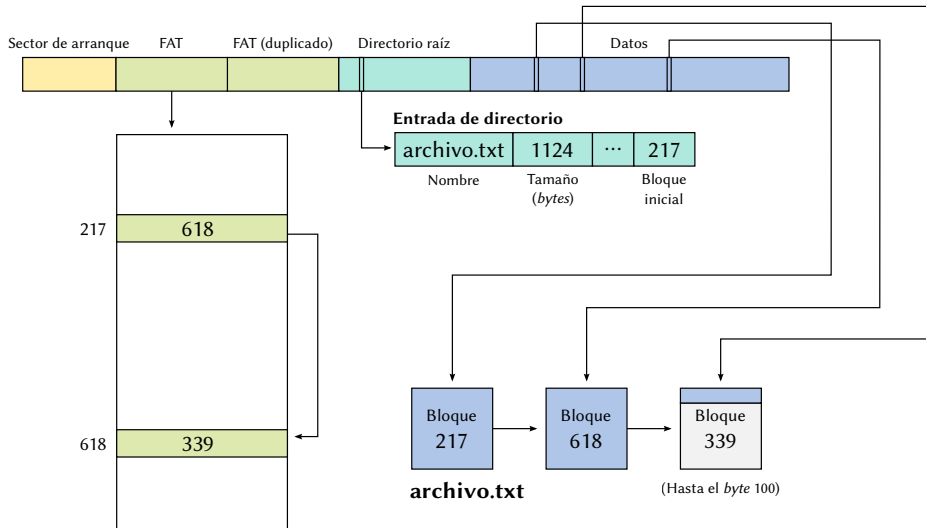 Sector de arranque
FAT
FAT (duplicado)
Directorio raíz
Datos
Entrada de directorio
archivo.txt
1124
...
217
Nombre
Tamaño
(bytes)
Bloque
inicial
217
618
618
339
Bloque
217
Bloque
618
Bloque
339
archivo.txt
(Hasta el byte 100)